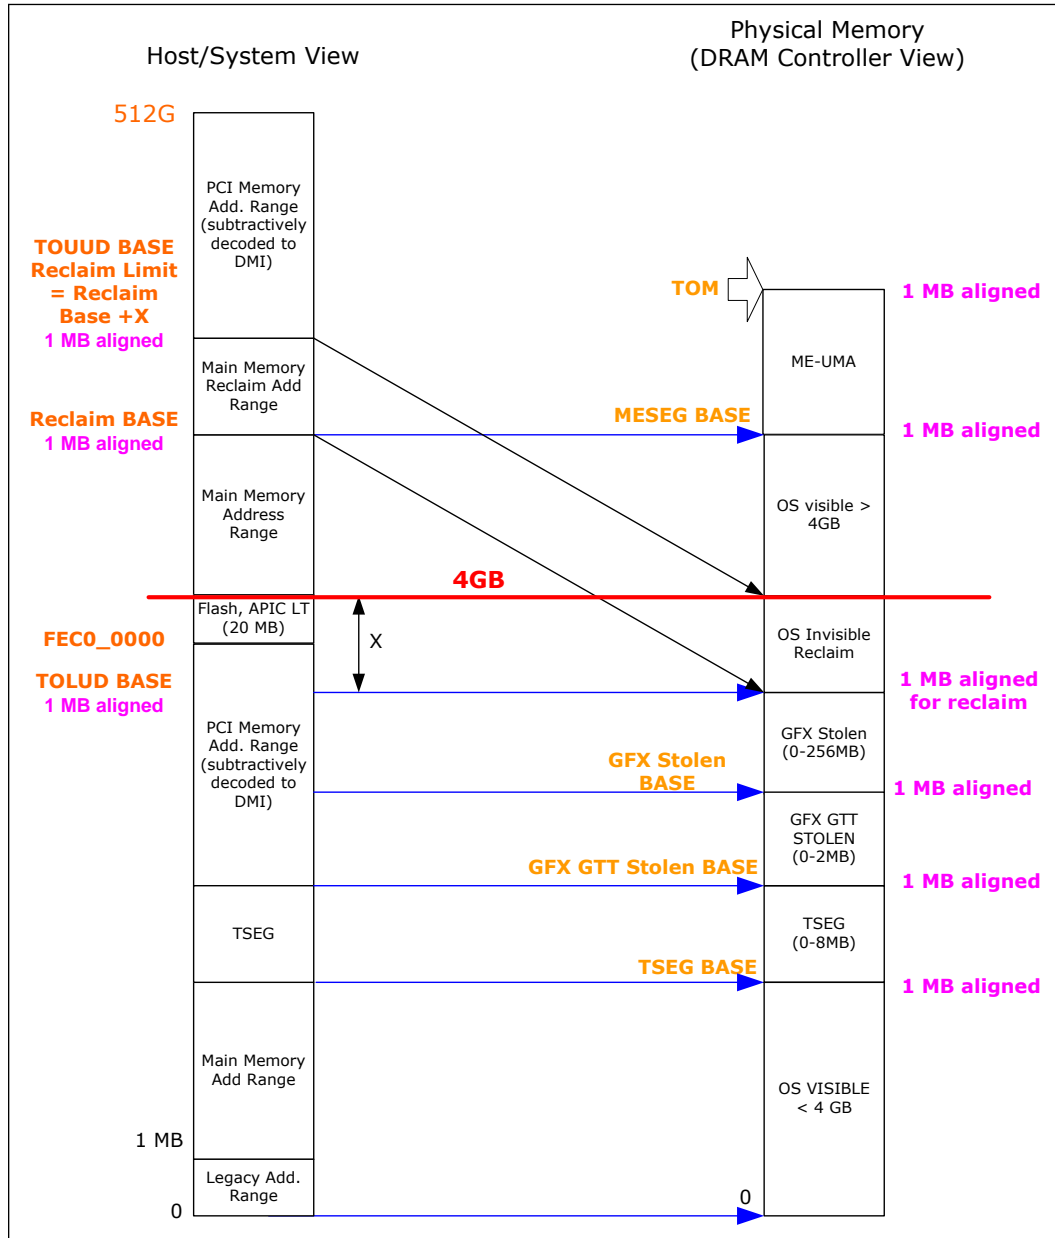 Host/System View
Physical Memory
(DRAM Controller View)
512G
PCI Memory
Add. Range
(subtractively
decoded to
DMI)
TOUUD BASE
Reclaim Limit
= Reclaim
Base +X
1 MB aligned
TOM
1 MB aligned
ME-UMA
Main Memory
Reclaim Add
Range
Reclaim BASE
1 MB aligned
MESEG BASE
1 MB aligned
Main Memory
Address
Range
OS visible >
4GB
4GB
Flash, APIC LT
(20 MB)
FEC0_0000
X
OS Invisible
Reclaim
TOLUD BASE
1 MB aligned
1 MB aligned
for reclaim
PCI Memory
Add. Range
(subtractively
decoded to
DMI)
GFX Stolen
(0-256MB)
GFX Stolen
BASE
1 MB aligned
GFX GTT
STOLEN
(0-2MB)
GFX GTT Stolen BASE
1 MB aligned
TSEG
TSEG
(0-8MB)
TSEG BASE
1 MB aligned
Main Memory
Add Range
OS VISIBLE
< 4 GB
1 MB
Legacy Add.
Range
0
0